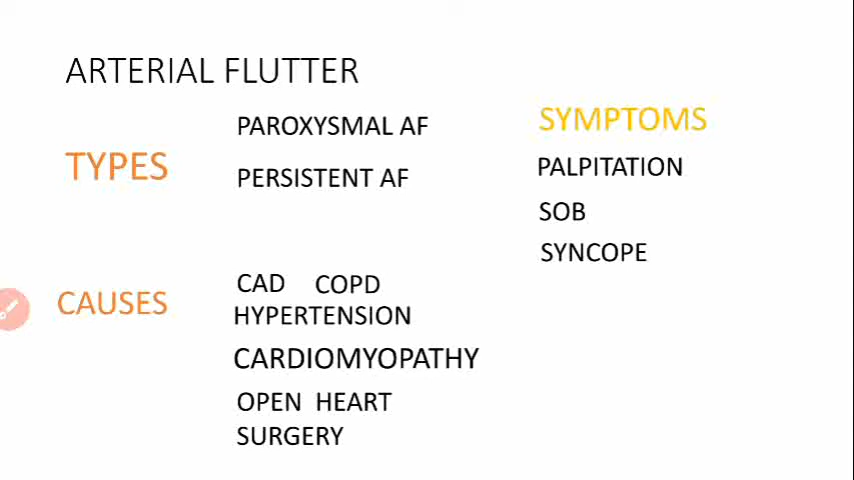 ARTERIAL FLUTTER
TYPES
PAROXYSMAL AF
PERSISTENT AF
CAUSES
CAD COPD
HYPERTENSION
CARDIOMYOPATHY
OPEN HEART
SURGERY
SYMPTOMS
PALPITATION
SOB
SYNCOPE